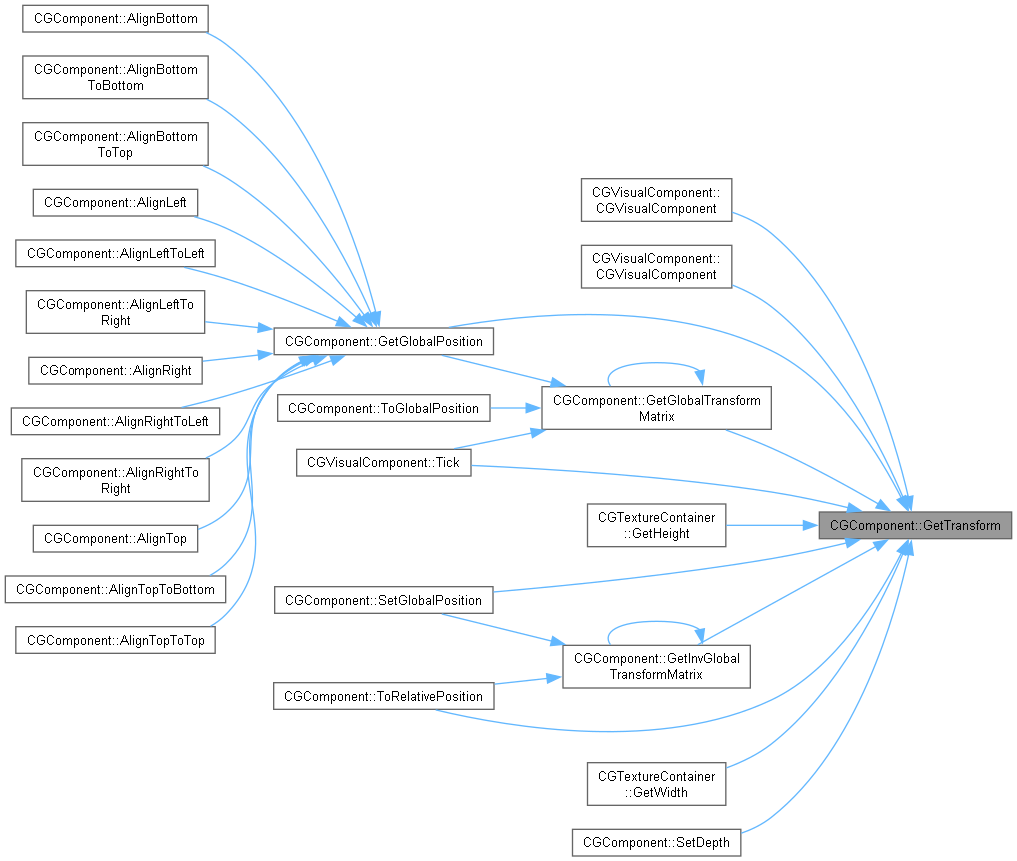 CGComponent::AlignBottom
CGComponent::AlignBottom
ToBottom
CGComponent::AlignBottom
ToTop
CGComponent::AlignLeft
CGComponent::AlignLeftToLeft
CGComponent::AlignLeftTo
Right
CGComponent::AlignRight
CGComponent::AlignRightToLeft
CGComponent::AlignRightTo
Right
CGComponent::AlignTop
CGComponent::AlignTopToBottom
CGComponent::AlignTopToTop
CGComponent::GetGlobalPosition
CGComponent::ToGlobalPosition
CGVisualComponent::Tick
CGComponent::SetGlobalPosition
CGComponent::ToRelativePosition
CGVisualComponent::
CGVisualComponent
CGVisualComponent::
CGVisualComponent
CGComponent::GetGlobalTransform
Matrix
CGTextureContainer
::GetHeight
CGComponent::GetInvGlobal
TransformMatrix
CGTextureContainer
::GetWidth
CGComponent::SetDepth
CGComponent::GetTransform